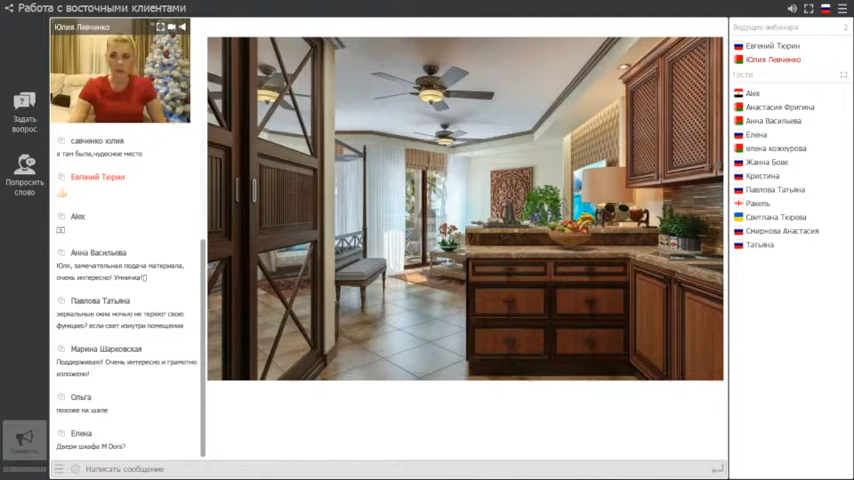 Работа с восточными клиентами
Юлия Левченко
Задать
вопрос
Попросить
слово
савченко юлия
я там была,чудесное место
Евгений Тюрин
Alex
Анна Васильева
Юля, замечательная подача материала,
очень интересно! Умничка!
Павлова Татьяна
зеркальные окна ночью не теряют свою
функцию? если свет изнутри помещения
Марина Шарковская
Поддерживаю! Очень интересно и грамотно
изложено!
Ольга
похоже на шале
Елена
Двери шкафа M Dors?
Написать сообщение
Ведущие вебинара 2
Евгений Тюрин
Юлия Левченко
Гости 12
Alex
Анастасия Фригина
Анна Васильева
Елена
елена кожеурова
Жанна Бове
Кристина
Павлова Татьяна
Ракель
Светлана Тюрева
Смирнова Анастасия
Татьяна